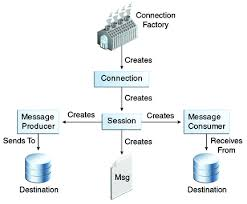 Connection
Factory
Creates
Connection
Creates
Message
Producer
Creates
Session
Creates
Message
Consumer
Sends To
Creates
Receives
From
Msg
Destination
Destination